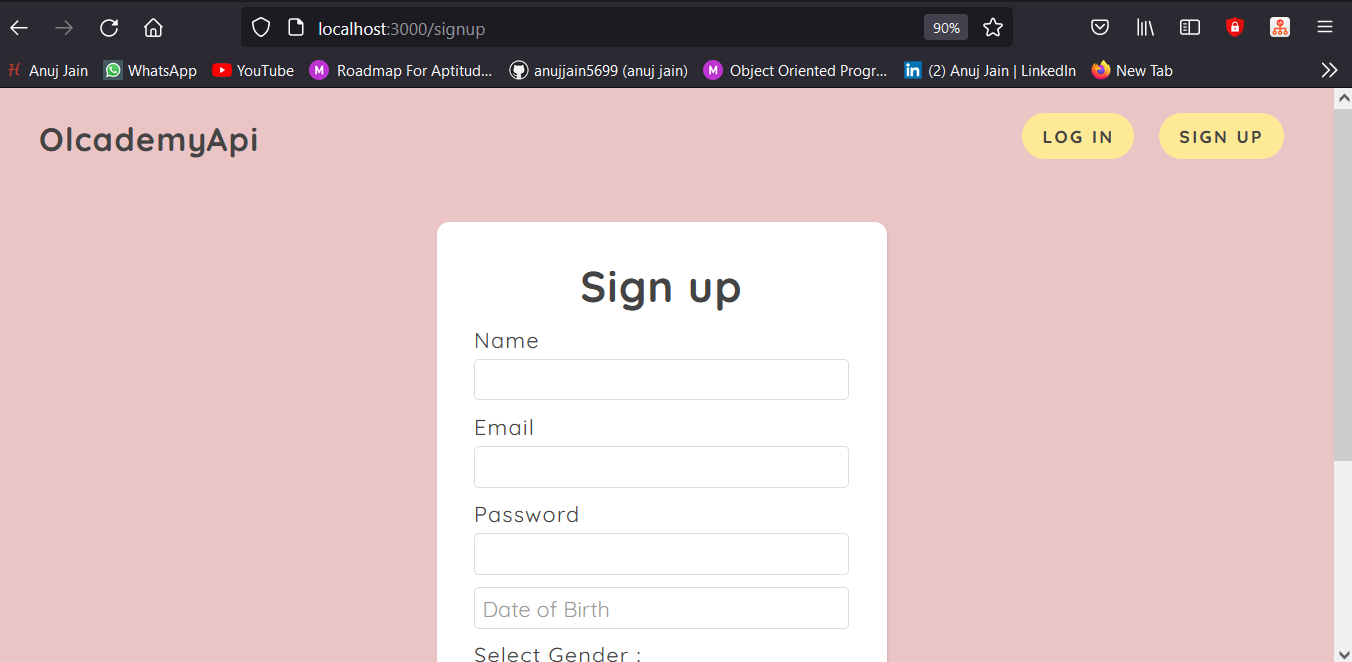 localhost:3000/signup 90%
Anuj Jain WhatsApp YouTube Roadmap For Aptitud... anujjain5699 (anuj jain) M Object Oriented Progr... in (2) Anuj Jain | LinkedIn New Tab
OlcademyApi LOG IN SIGN UP
Sign up
Name
Email
Password
Date of Birth
Select Gender :